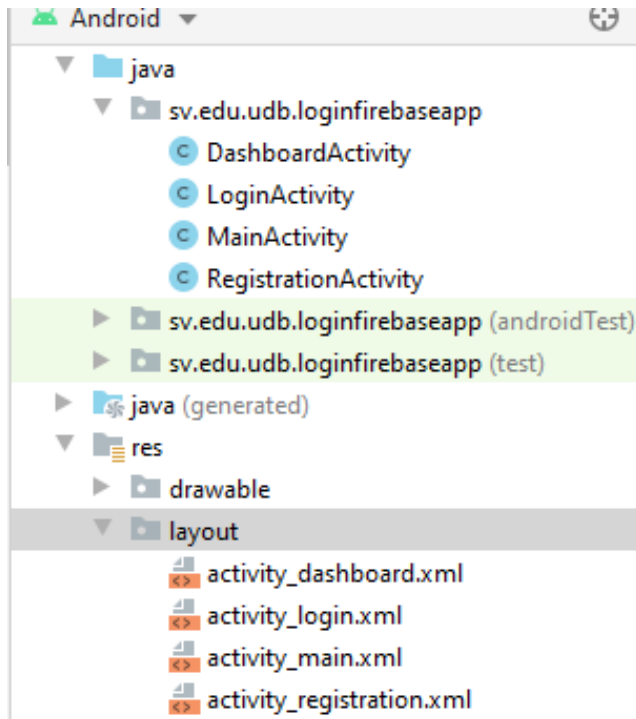 Android
java
sv.edu.udb.loginfirebaseapp
C DashboardActivity
C LoginActivity
C MainActivity
C RegistrationActivity
sv.edu.udb.loginfirebaseapp (androidTest)
sv.edu.udb.loginfirebaseapp (test)
java (generated)
res
drawable
layout
activity_dashboard.xml
activity_login.xml
activity_main.xml
activity_registration.xml